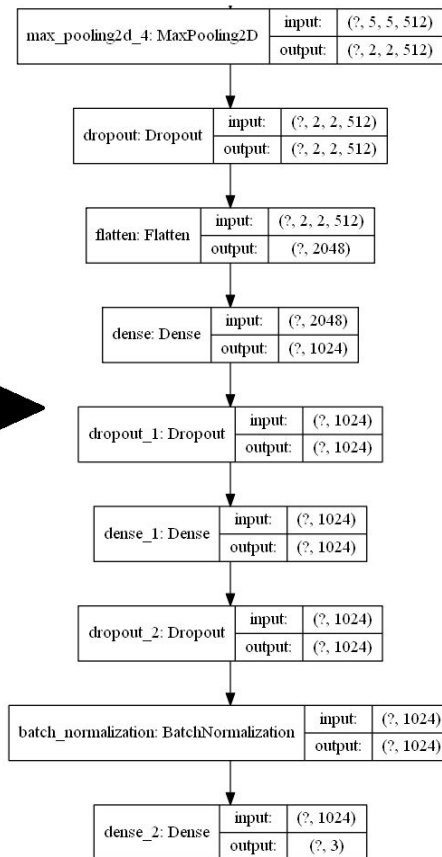 max_pooling2d_4: MaxPooling2D input: (?, 5, 5, 512)
output: (?, 2, 2, 512)
dropout: Dropout input: (?, 2, 2, 512)
output: (?, 2, 2, 512)
flatten: Flatten input: (?, 2, 2, 512)
output: (?, 2048)
dense: Dense input: (?, 2048)
output: (?, 1024)
dropout_1: Dropout input: (?, 1024)
output: (?, 1024)
dense_1: Dense input: (?, 1024)
output: (?, 1024)
dropout_2: Dropout input: (?, 1024)
output: (?, 1024)
batch_normalization: BatchNormalization input: (?, 1024)
output: (?, 1024)
dense_2: Dense input: (?, 1024)
output: (?, 3)